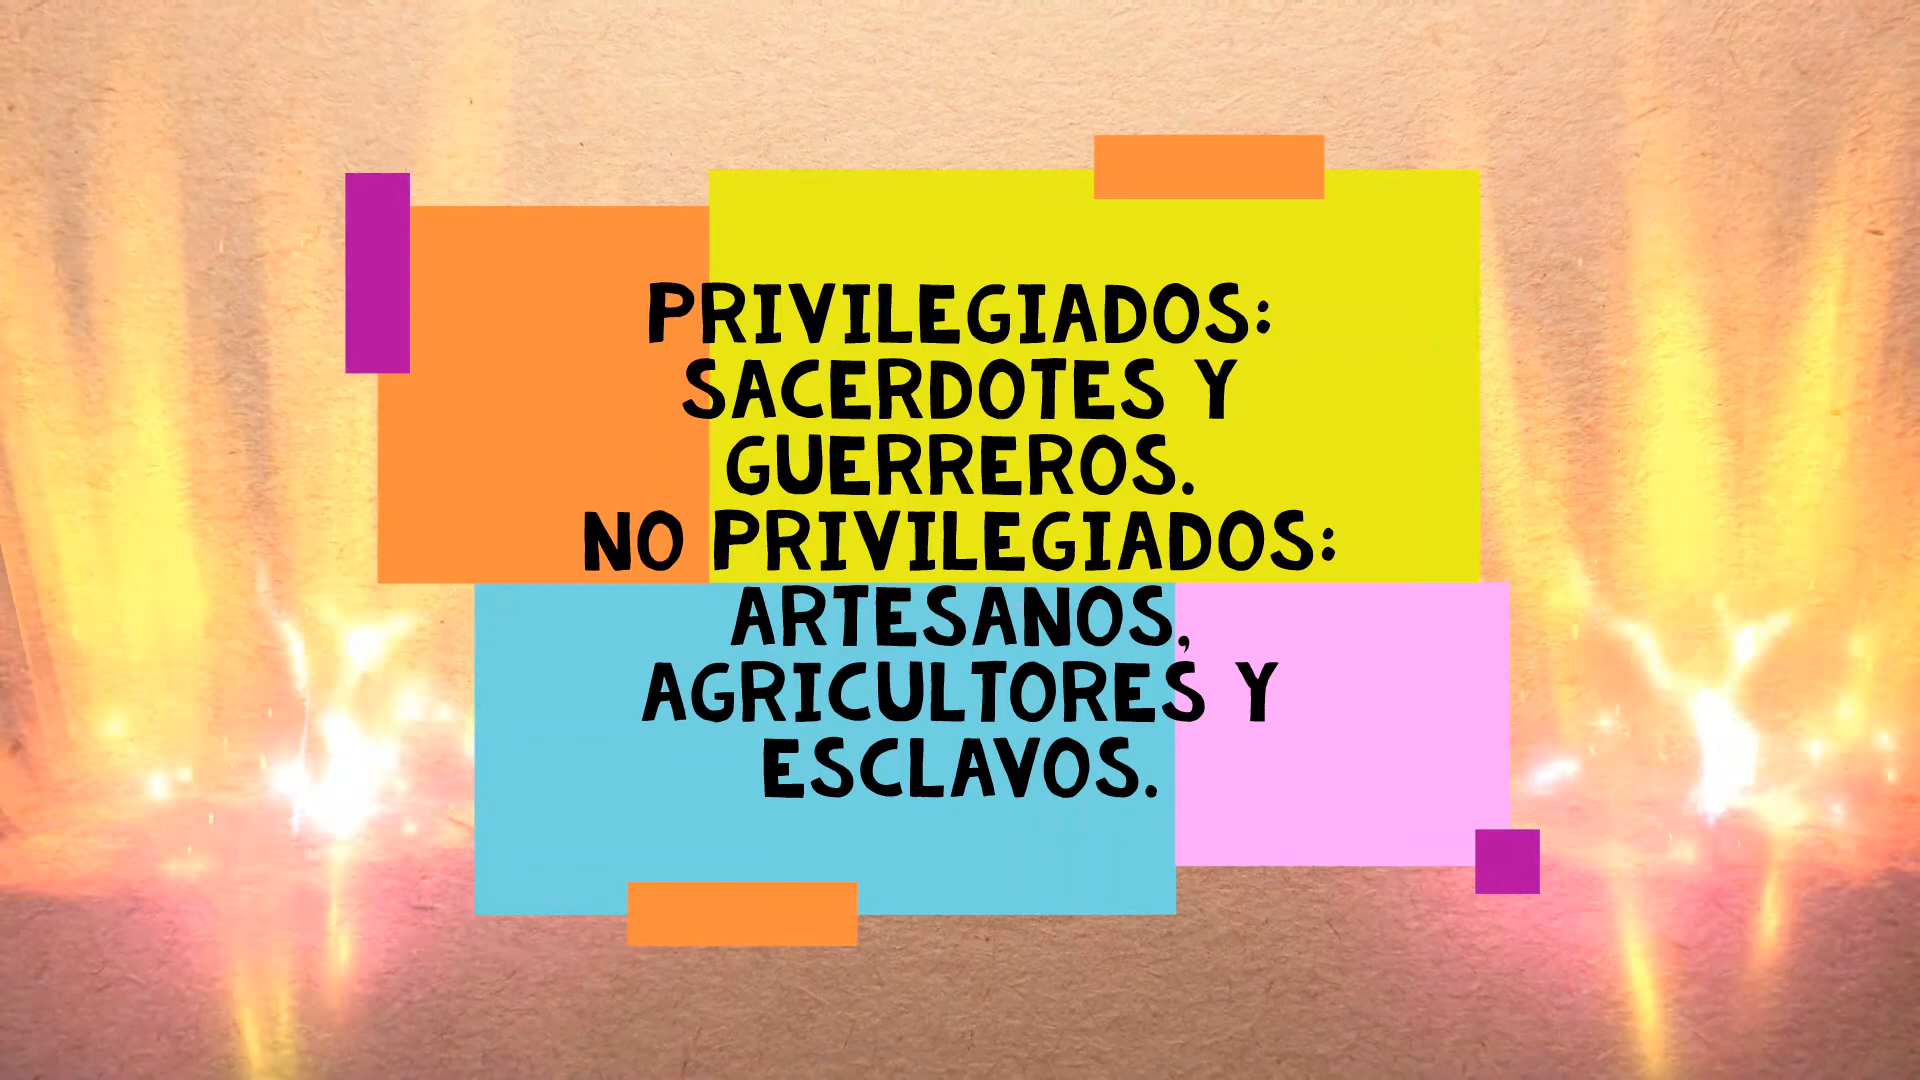 PRIVILEGIADOS:
SACERDOTES Y
GUERREROS.
NO PRIVILEGIADOS:
ARTESANOS,
AGRICULTORES Y
ESCLAVOS.